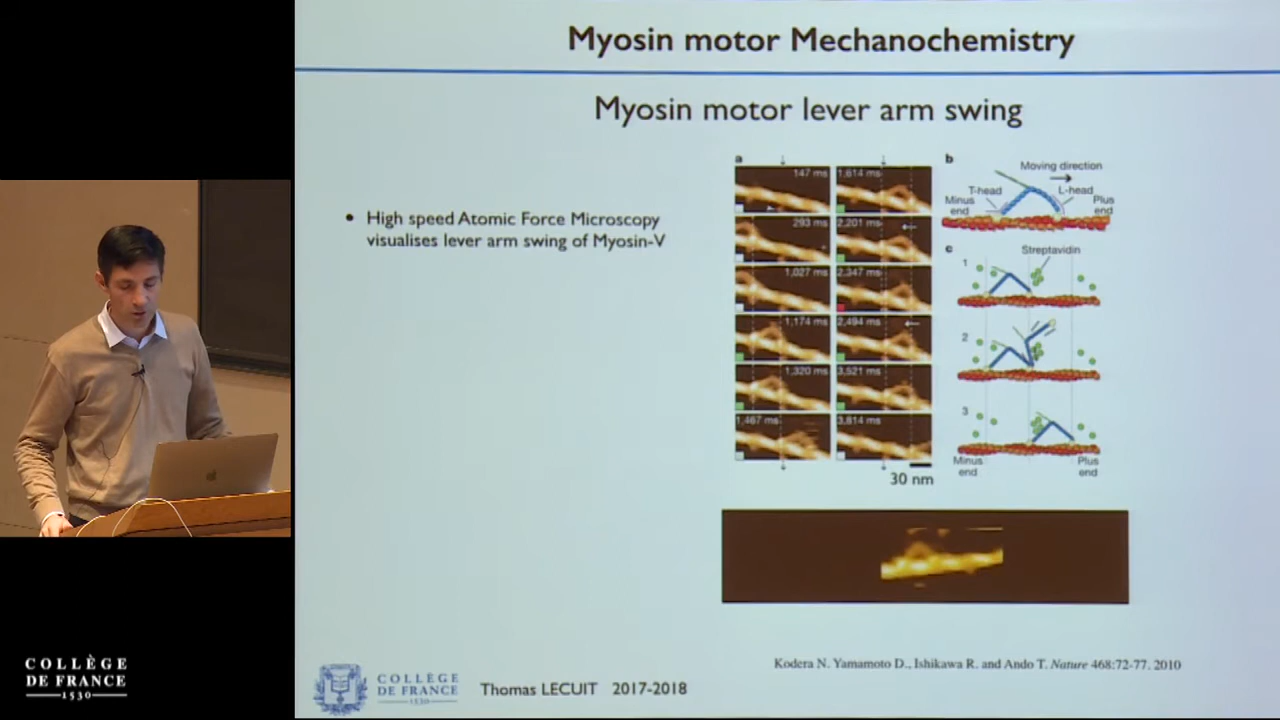 Myosin motor Mechanochemistry
Myosin motor lever arm swing
• High speed Atomic Force Microscopy
visualises lever arm swing of Myosin-V
a
147 ms
1,614 ms
293 ms
2,201 ms
1,027 ms
2,347 ms
1,174 ms
2,494 ms
1,320 ms
3,521 ms
1,467 ms
3,814 ms
30 nm
b
Moving direction
T-head
L-head
Minus
end
Plus
end
c
Streptavidin
1
2
3
Minus
end
Plus
end
Kodera N. Yamamoto D., Ishikawa R. and Ando T. Nature 468:72-77. 2010
COLLÈGE
DE FRANCE
1530
Thomas LECUIT 2017-2018
COLLÈGE
DE FRANCE
1530